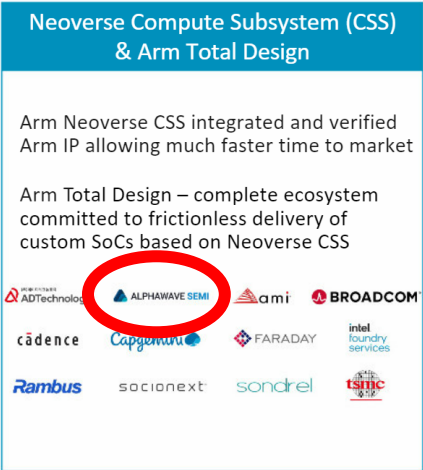 Neoverse Compute Subsystem (CSS)
& Arm Total Design
Arm Neoverse CSS integrated and verified
Arm IP allowing much faster time to market
Arm Total Design – complete ecosystem
committed to frictionless delivery of
custom SoCs based on Neoverse CSS
ADTechnolog
ALPHAWAVE SEMI
ami
BROADCOM
cādence
Capgemini
FARADAY
intel
foundry
services
Rambus
socionext
sondrel
tsmc